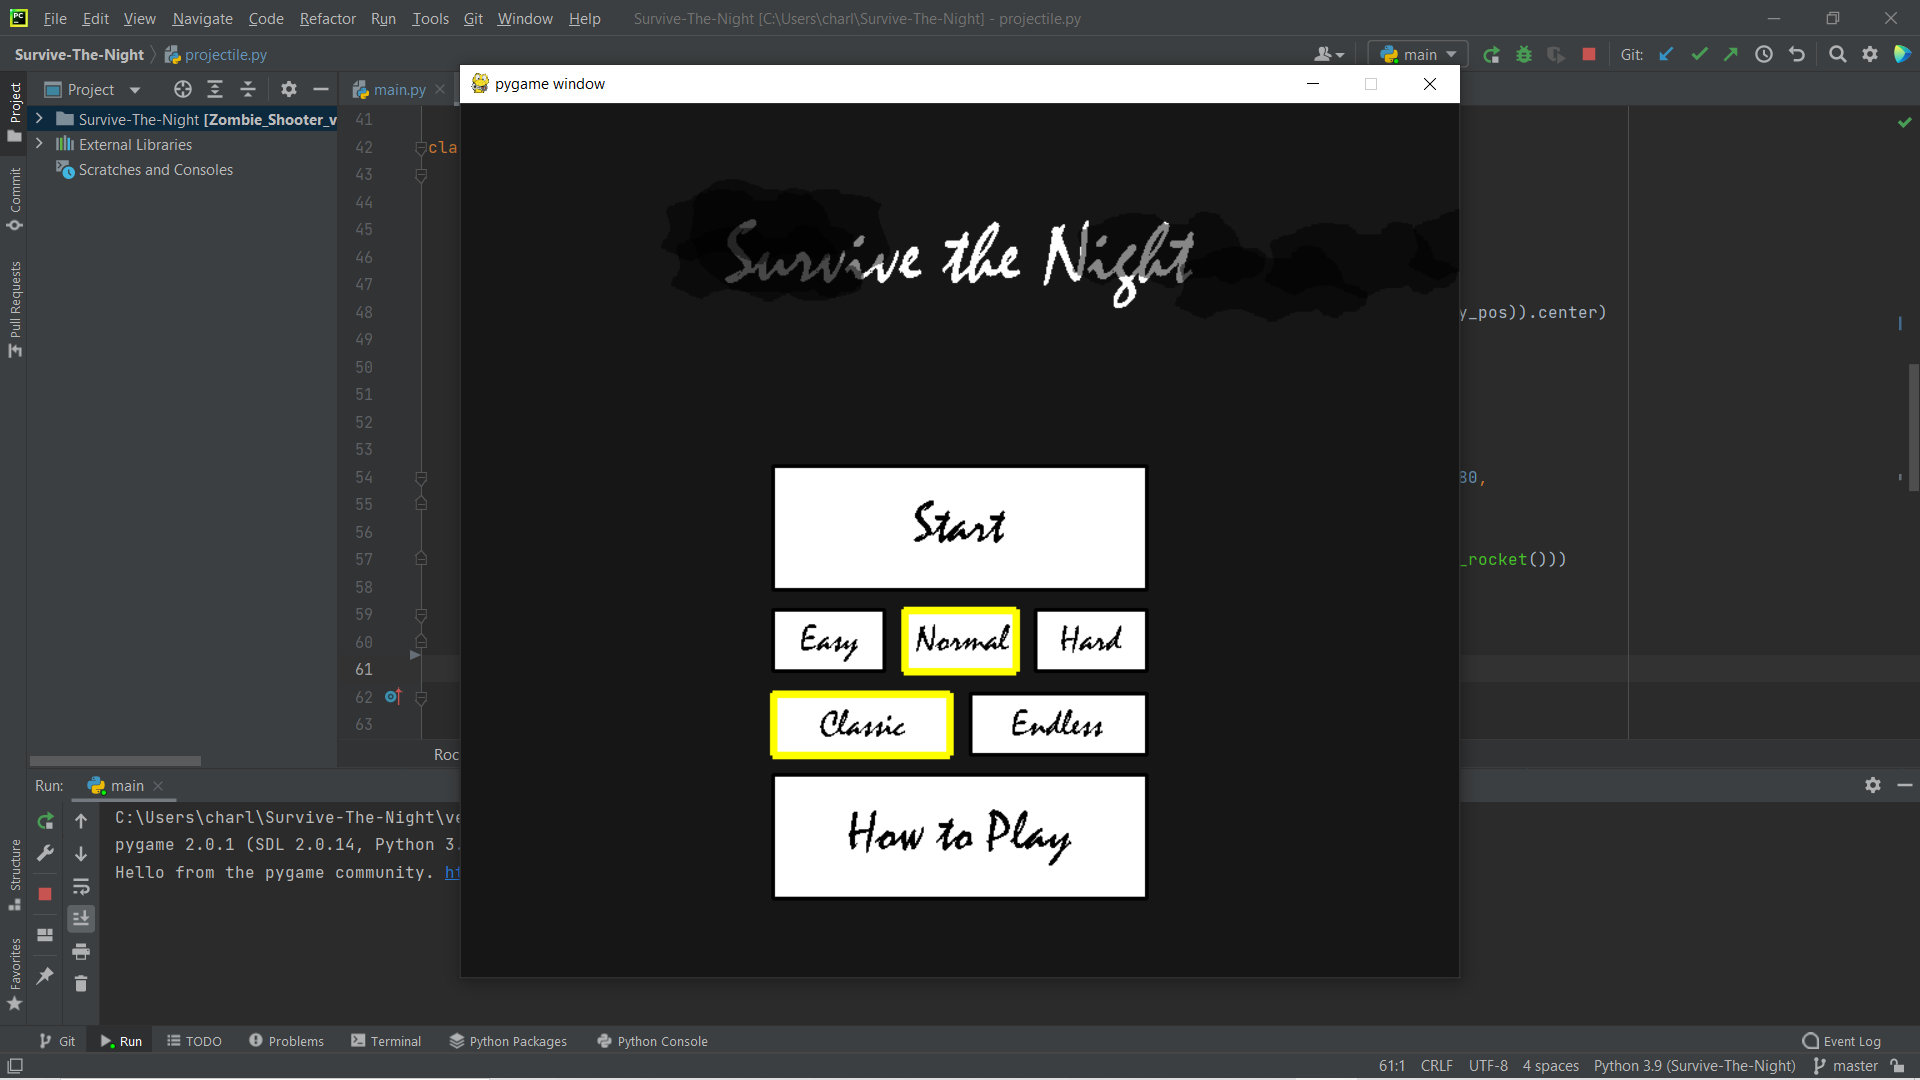 File Edit View Navigate Code Refactor Run Tools Git Window Help Survive-The-Night [C:\Users\charl\Survive-The-Night] - projectile.py
Survive-The-Night projectile.py main Git:
Project main.py
pygame window
Survive-The-Night [Zombie_Shooter_v
External Libraries
Scratches and Consoles
Project
Commit
Pull Requests
Structure
Favorites
41
42 cla
43
44
45
46
47
48 y_pos)).center)
49
50
51
52
53
54 80,
55
56
57 _rocket()))
58
59
60
61
62
63
Roc
Survive the Night
Start
Easy Normal Hard
Classic Endless
How to Play
Run: main
C:\Users\charl\Survive-The-Night\ve
pygame 2.0.1 (SDL 2.0.14, Python 3.
Hello from the pygame community. ht
Git Run TODO Problems Terminal Python Packages Python Console Event Log
61:1 CRLF UTF-8 4 spaces Python 3.9 (Survive-The-Night) master